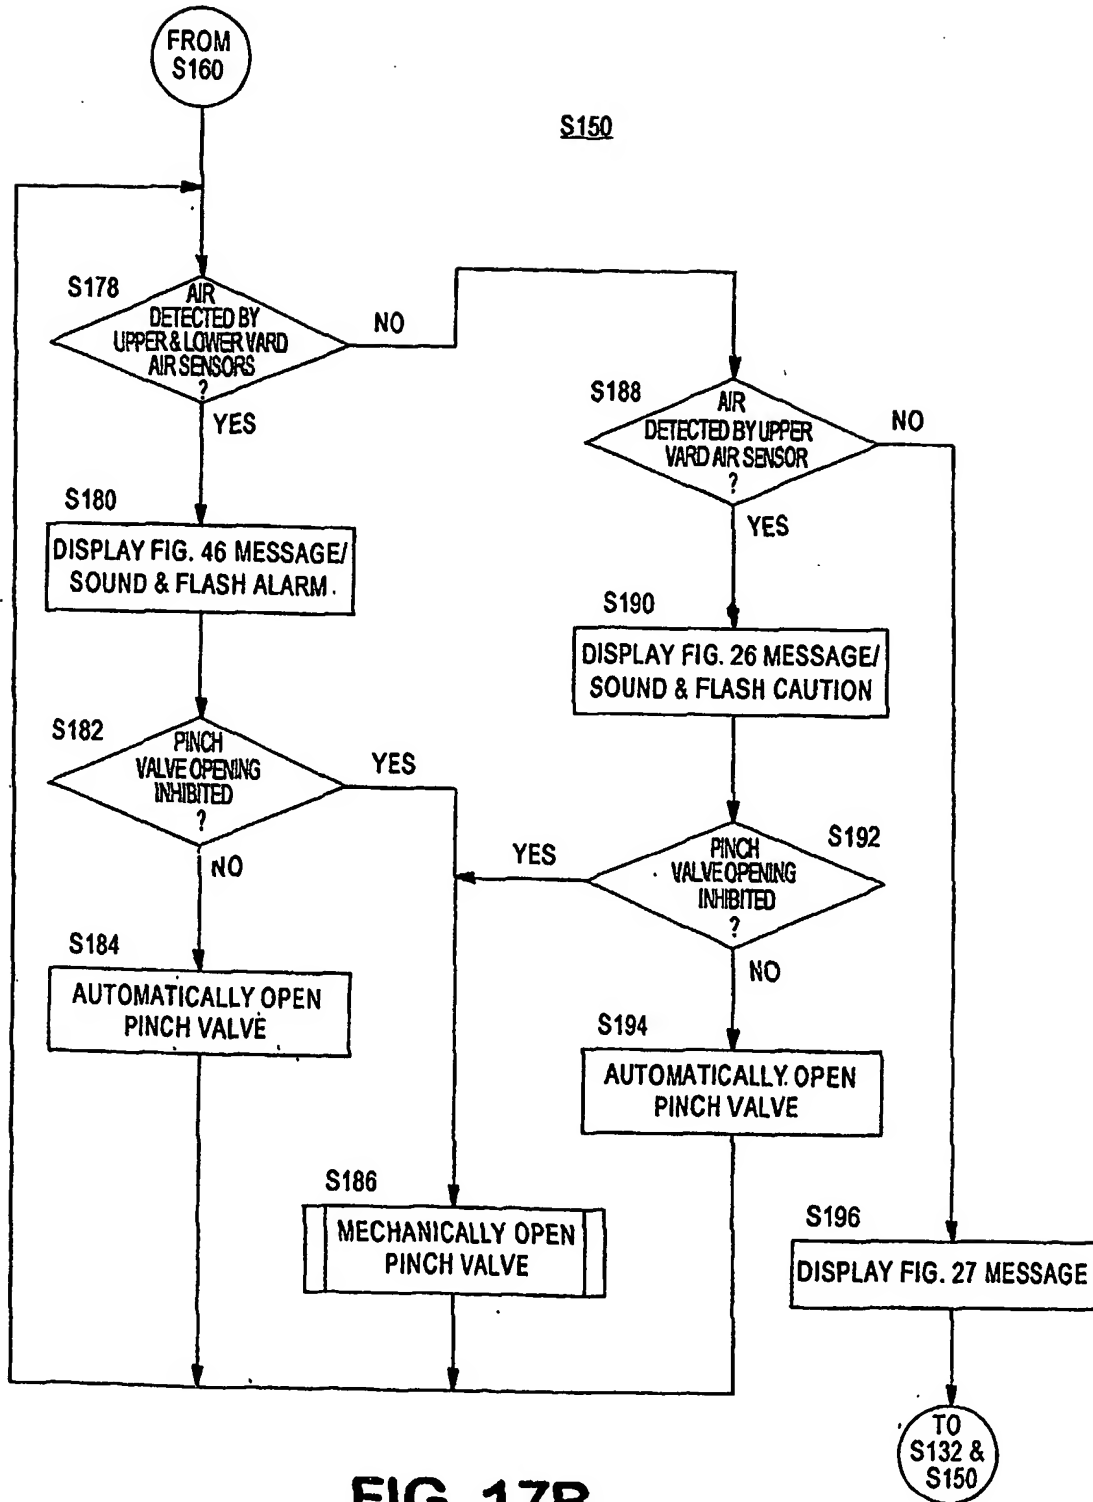 FROM
S160
S150
S178
AIR
DETECTED BY
UPPER & LOWER VARD
AIR SENSORS
?
NO
YES
S188
AIR
DETECTED BY UPPER
VARD AIR SENSOR
?
NO
YES
S180
DISPLAY FIG. 46 MESSAGE/
SOUND & FLASH ALARM
S190
DISPLAY FIG. 26 MESSAGE/
SOUND & FLASH CAUTION
S182
PINCH
VALVE OPENING
INHIBITED
?
YES
NO
S192
PINCH
VALVE OPENING
INHIBITED
?
YES
NO
S184
AUTOMATICALLY OPEN
PINCH VALVE
S194
AUTOMATICALLY OPEN
PINCH VALVE
S186
MECHANICALLY OPEN
PINCH VALVE
S196
DISPLAY FIG. 27 MESSAGE
TO
S132 &
S150
FIG. 17B